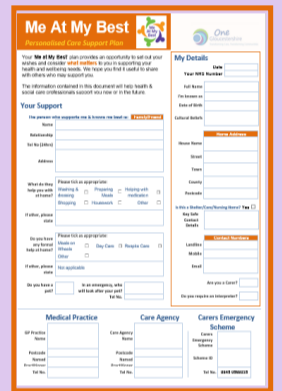 Me At My Best
Personalised Care Support Plan
Me At My Best
One
My Details
Your 'Me at My Best' plan provides an opportunity to set out your
wishes and consider what matters to you in supporting your
health and wellbeing needs. We hope you find it useful to share
with others who may support you.
Date
Your NHS Number
The information contained in this document will help health &
social care professionals support you now or in the future.
Full Name
I'm known as
Date of Birth
Your Support
Cultural Beliefs
The person who supports me & knows me best is:
Family/Friend
Name
Relationship
Tel No (24hrs)
Address
Home Address
House Name
Street
Town
County
Postcode
What do they
help you with
at home?
Please tick as appropriate:
Washing &
dressing
Preparing
Meals
Helping with
medication
Shopping
Housework
Other
If other, please
state
Is this a Shelter/Care/Nursing Home? Yes
Key Safe
Contact
Details
Contact Numbers
Landline
Mobile
Email
Do you have
any formal
help at home?
Please tick as appropriate:
Meals on
Wheels
Day Care
Respite Care
Other
If other, please
state
Not applicable
Do you have a
pet?
In an emergency, who
will look after your pet?
Tel No.
Are you a Carer?
Do you require an interpreter?
Medical Practice
Care Agency
Carers Emergency
Scheme
GP Practice
Name
Care Agency
Name
Carers
Emergency
Scheme
Postcode
Postcode
Scheme ID
Named
Named
Tel No.
Tel No.
Tel No.